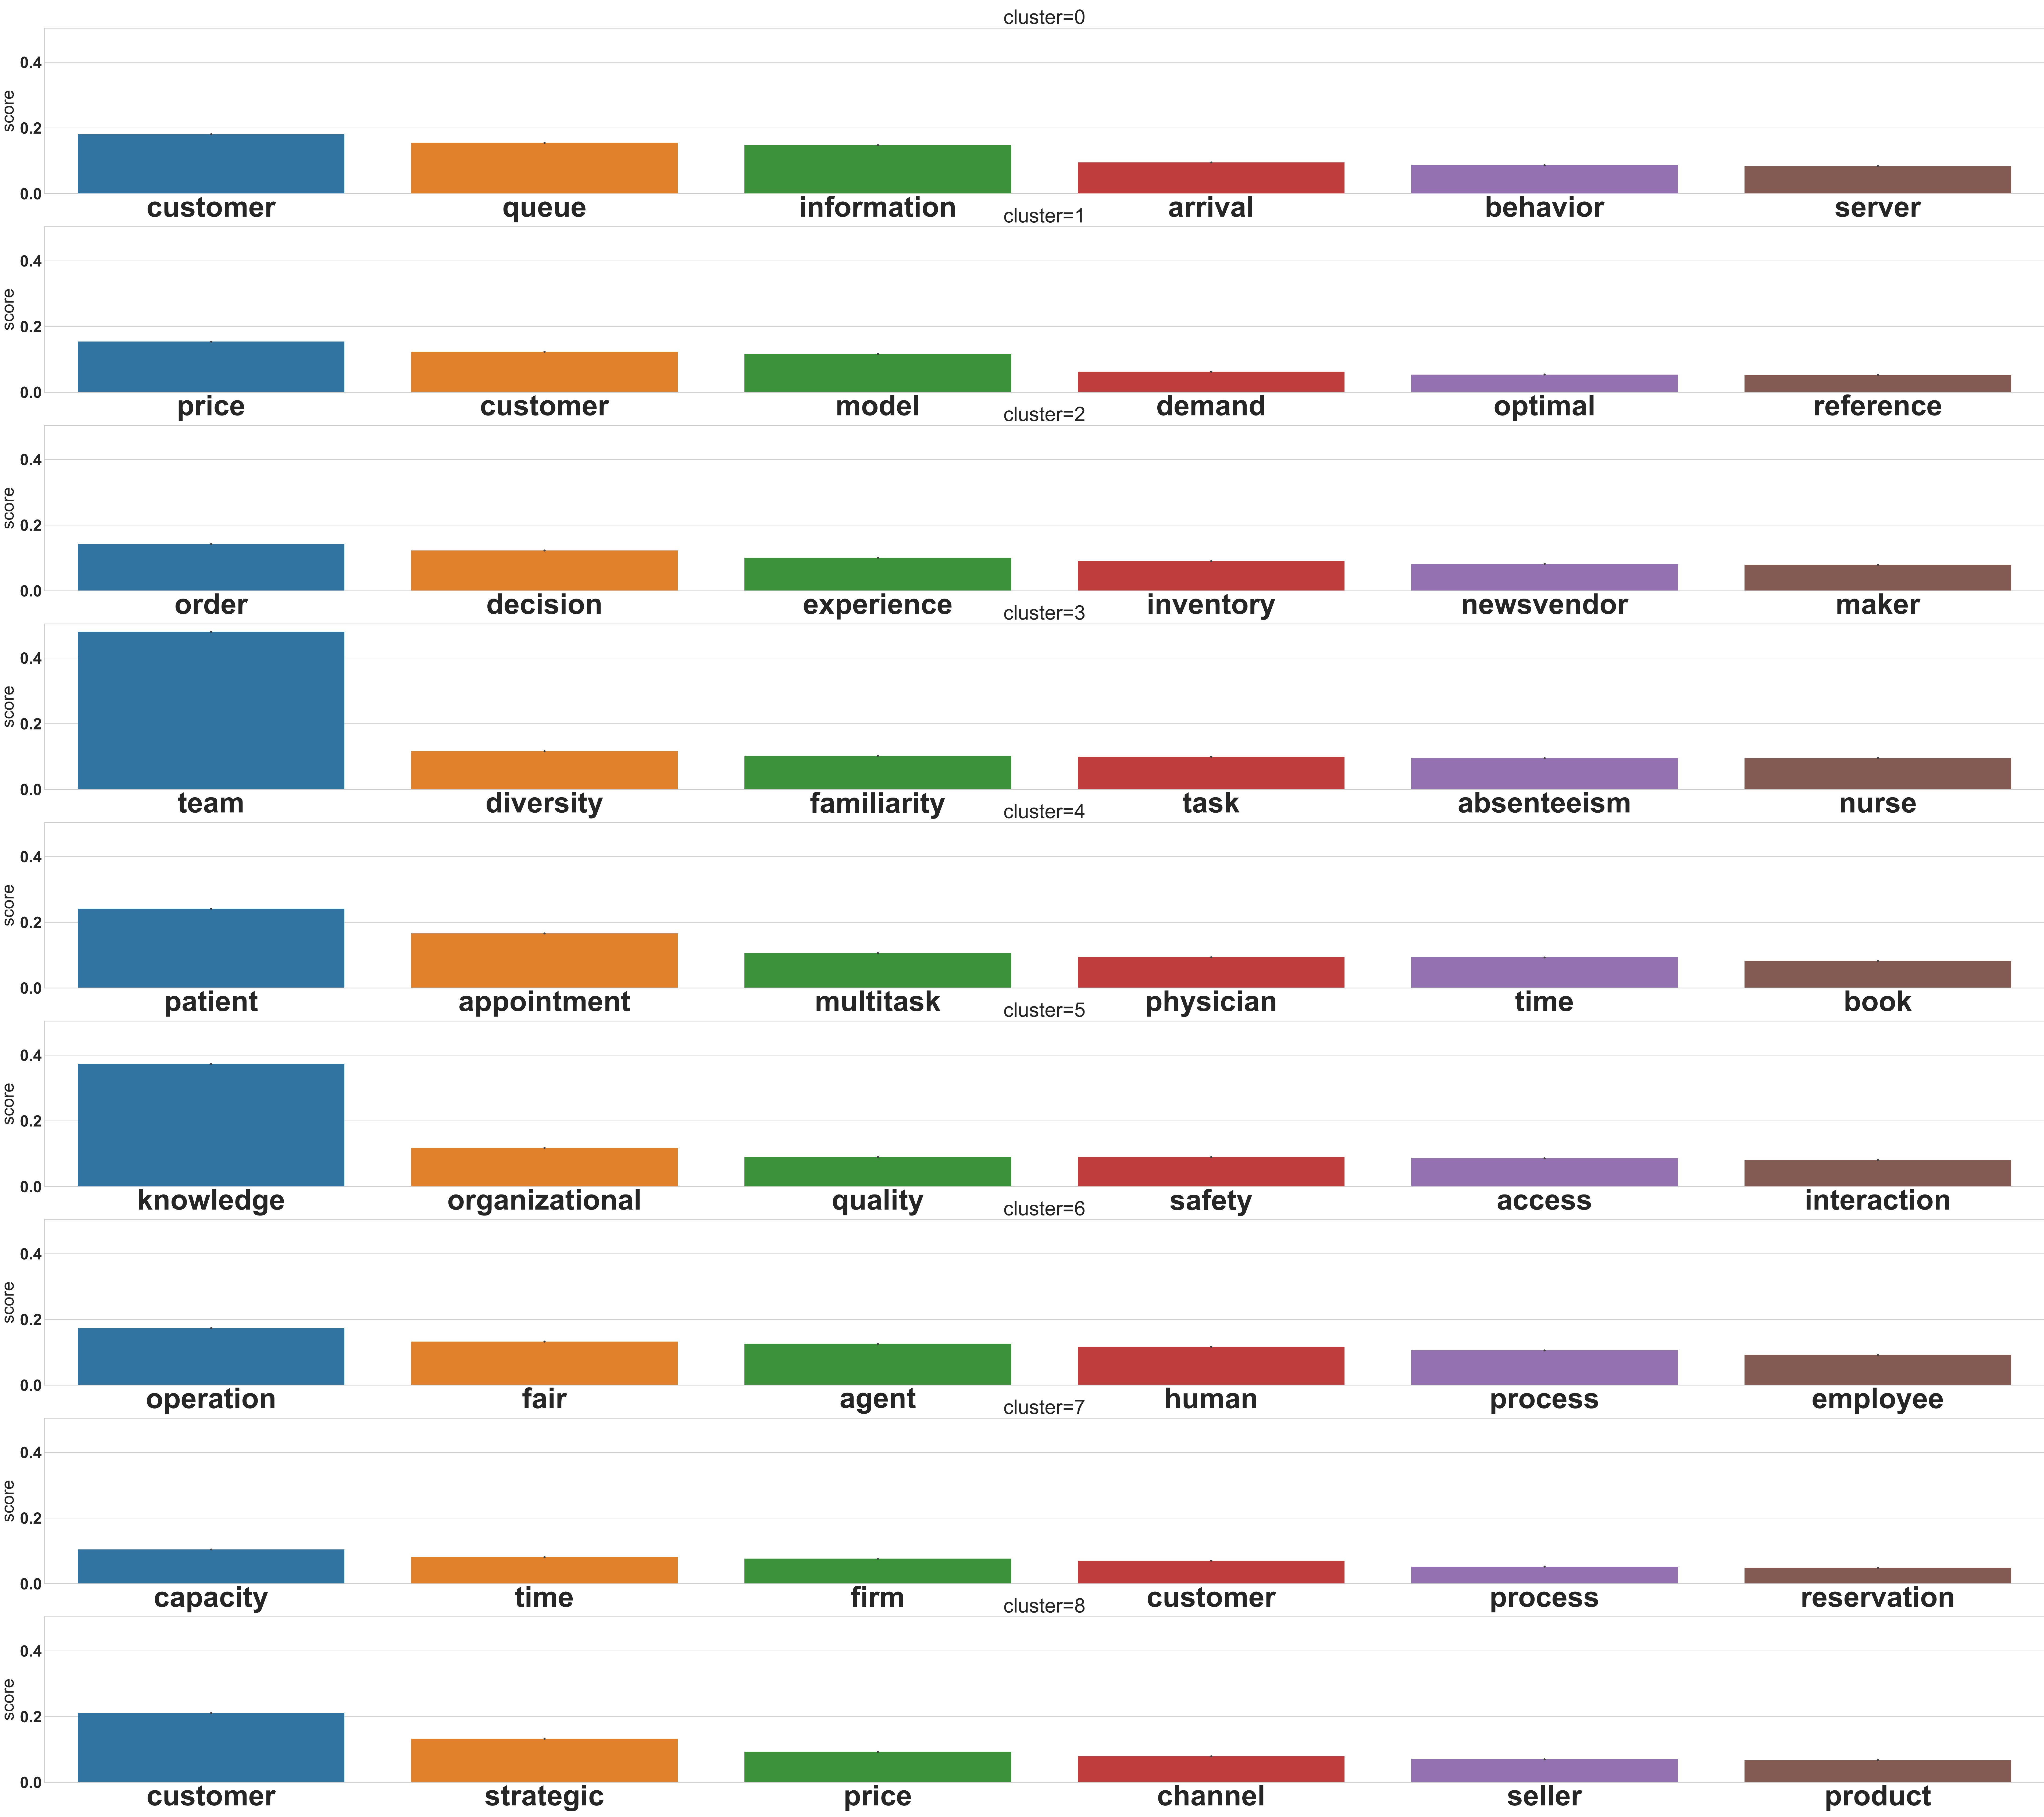 cluster=0
0.4
score
0.2
0.0
customer queue information arrival behavior server
cluster=1
0.4
score
0.2
0.0
price customer model demand optimal reference
cluster=2
0.4
score
0.2
0.0
order decision experience inventory newsvendor maker
cluster=3
0.4
score
0.2
0.0
team diversity familiarity task absenteeism nurse
cluster=4
0.4
score
0.2
0.0
patient appointment multitask physician time book
cluster=5
0.4
score
0.2
0.0
knowledge organizational quality safety access interaction
cluster=6
0.4
score
0.2
0.0
operation fair agent human process employee
cluster=7
0.4
score
0.2
0.0
capacity time firm customer process reservation
cluster=8
0.4
score
0.2
0.0
customer strategic price channel seller product